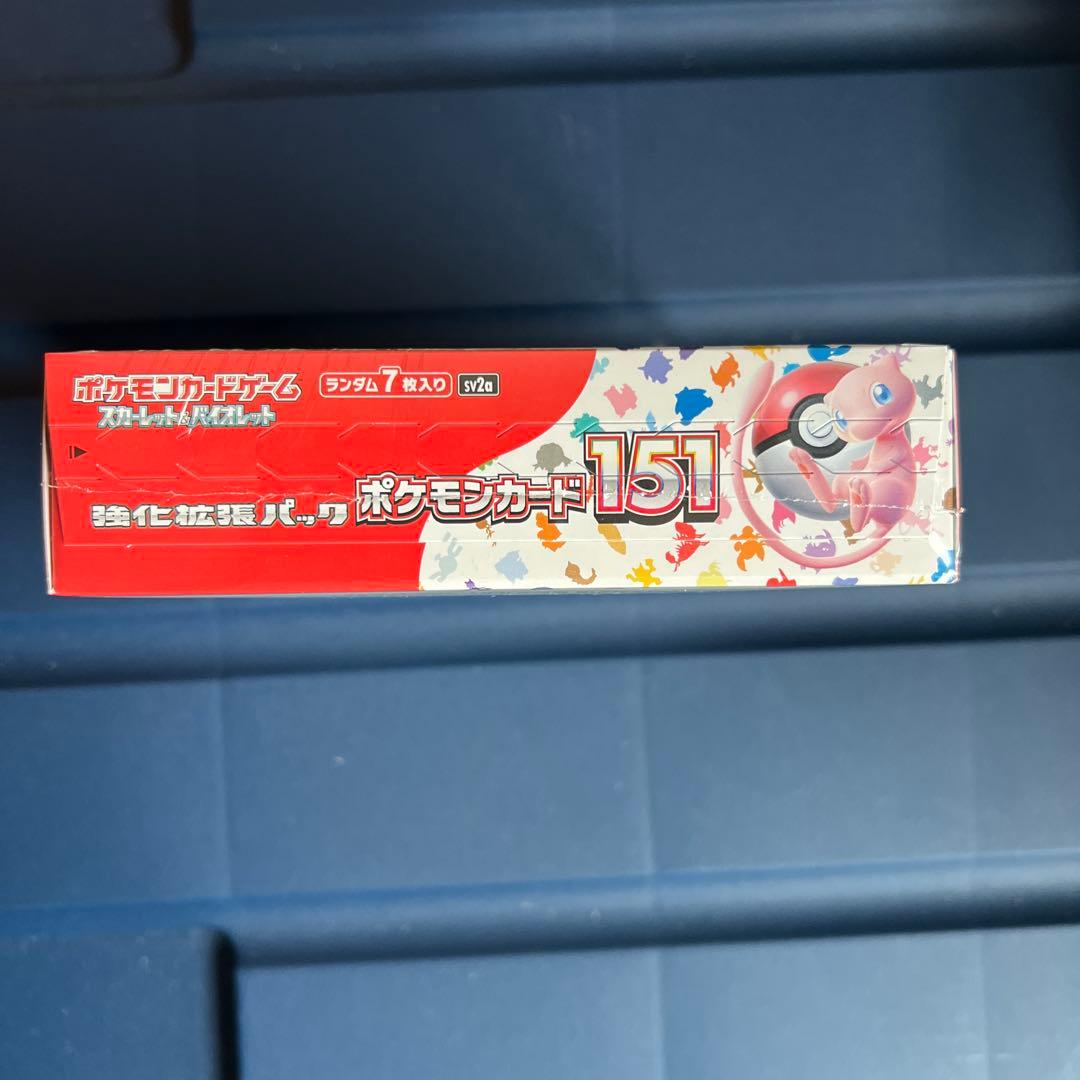 ポケモンカードゲーム
スカーレット&バイオレット
ランダム7枚入り
sv2a
強化拡張パック
ポケモンカード151